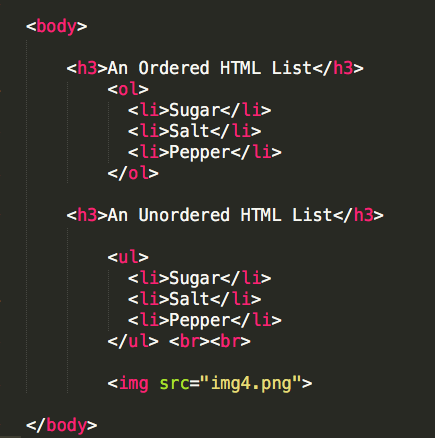 <body>
<h3>An Ordered HTML List</h3>
<ol>
<li>Sugar</li>
<li>Salt</li>
<li>Pepper</li>
</ol>
<h3>An Unordered HTML List</h3>
<ul>
<li>Sugar</li>
<li>Salt</li>
<li>Pepper</li>
</ul> <br><br>
<img src="img4.png">
</body>